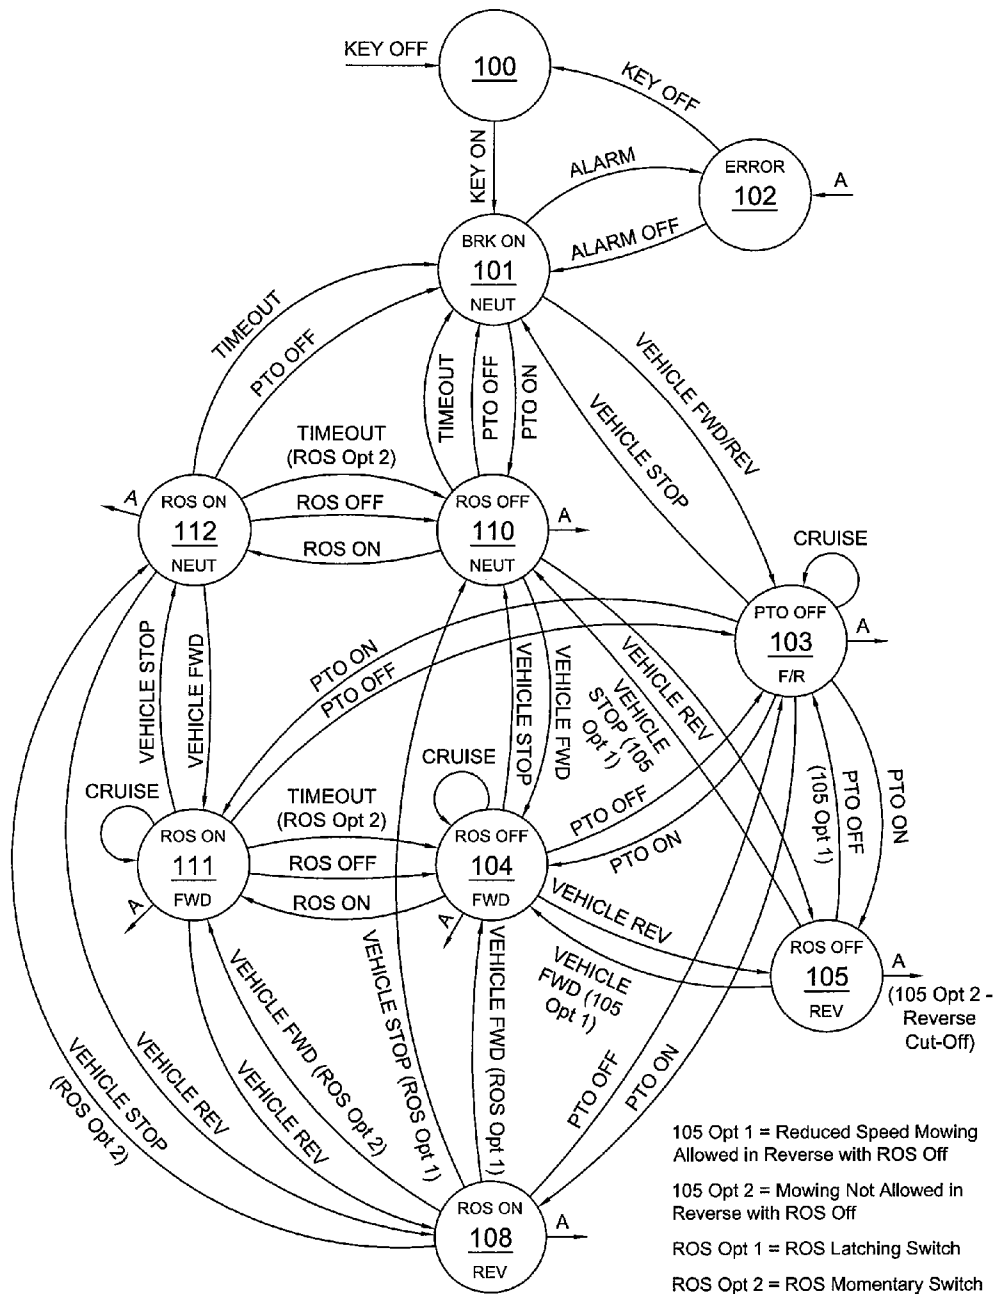 KEY OFF
100
KEY OFF
KEY ON
ALARM
ERROR
102
A
ALARM OFF
BRK ON
101
NEUT
TIMEOUT
PTO OFF
TIMEOUT
PTO OFF
PTO ON
VEHICLE STOP
VEHICLE FWD/REV
TIMEOUT
(ROS Opt 2)
ROS OFF
ROS ON
A
ROS ON
112
NEUT
ROS OFF
110
NEUT
A
CRUISE
PTO OFF
103
F/R
A
VEHICLE STOP
VEHICLE FWD
PTO ON
PTO OFF
VEHICLE STOP
VEHICLE FWD
VEHICLE REV
VEHICLE
STOP (105
Opt 1)
CRUISE
CRUISE
TIMEOUT
(ROS Opt 2)
ROS OFF
ROS ON
ROS ON
111
FWD
A
ROS OFF
104
FWD
A
PTO OFF
PTO ON
PTO OFF
(105 Opt 1)
PTO ON
VEHICLE REV
VEHICLE
FWD (105
Opt 1)
ROS OFF
105
REV
A
(105 Opt 2 -
Reverse
Cut-Off)
VEHICLE STOP
(ROS Opt 2)
VEHICLE REV
VEHICLE REV
VEHICLE FWD (ROS Opt 2)
VEHICLE STOP (ROS Opt 1)
VEHICLE FWD (ROS Opt 1)
PTO OFF
PTO ON
ROS ON
108
REV
A
105 Opt 1 = Reduced Speed Mowing
Allowed in Reverse with ROS Off
105 Opt 2 = Mowing Not Allowed in
Reverse with ROS Off
ROS Opt 1 = ROS Latching Switch
ROS Opt 2 = ROS Momentary Switch